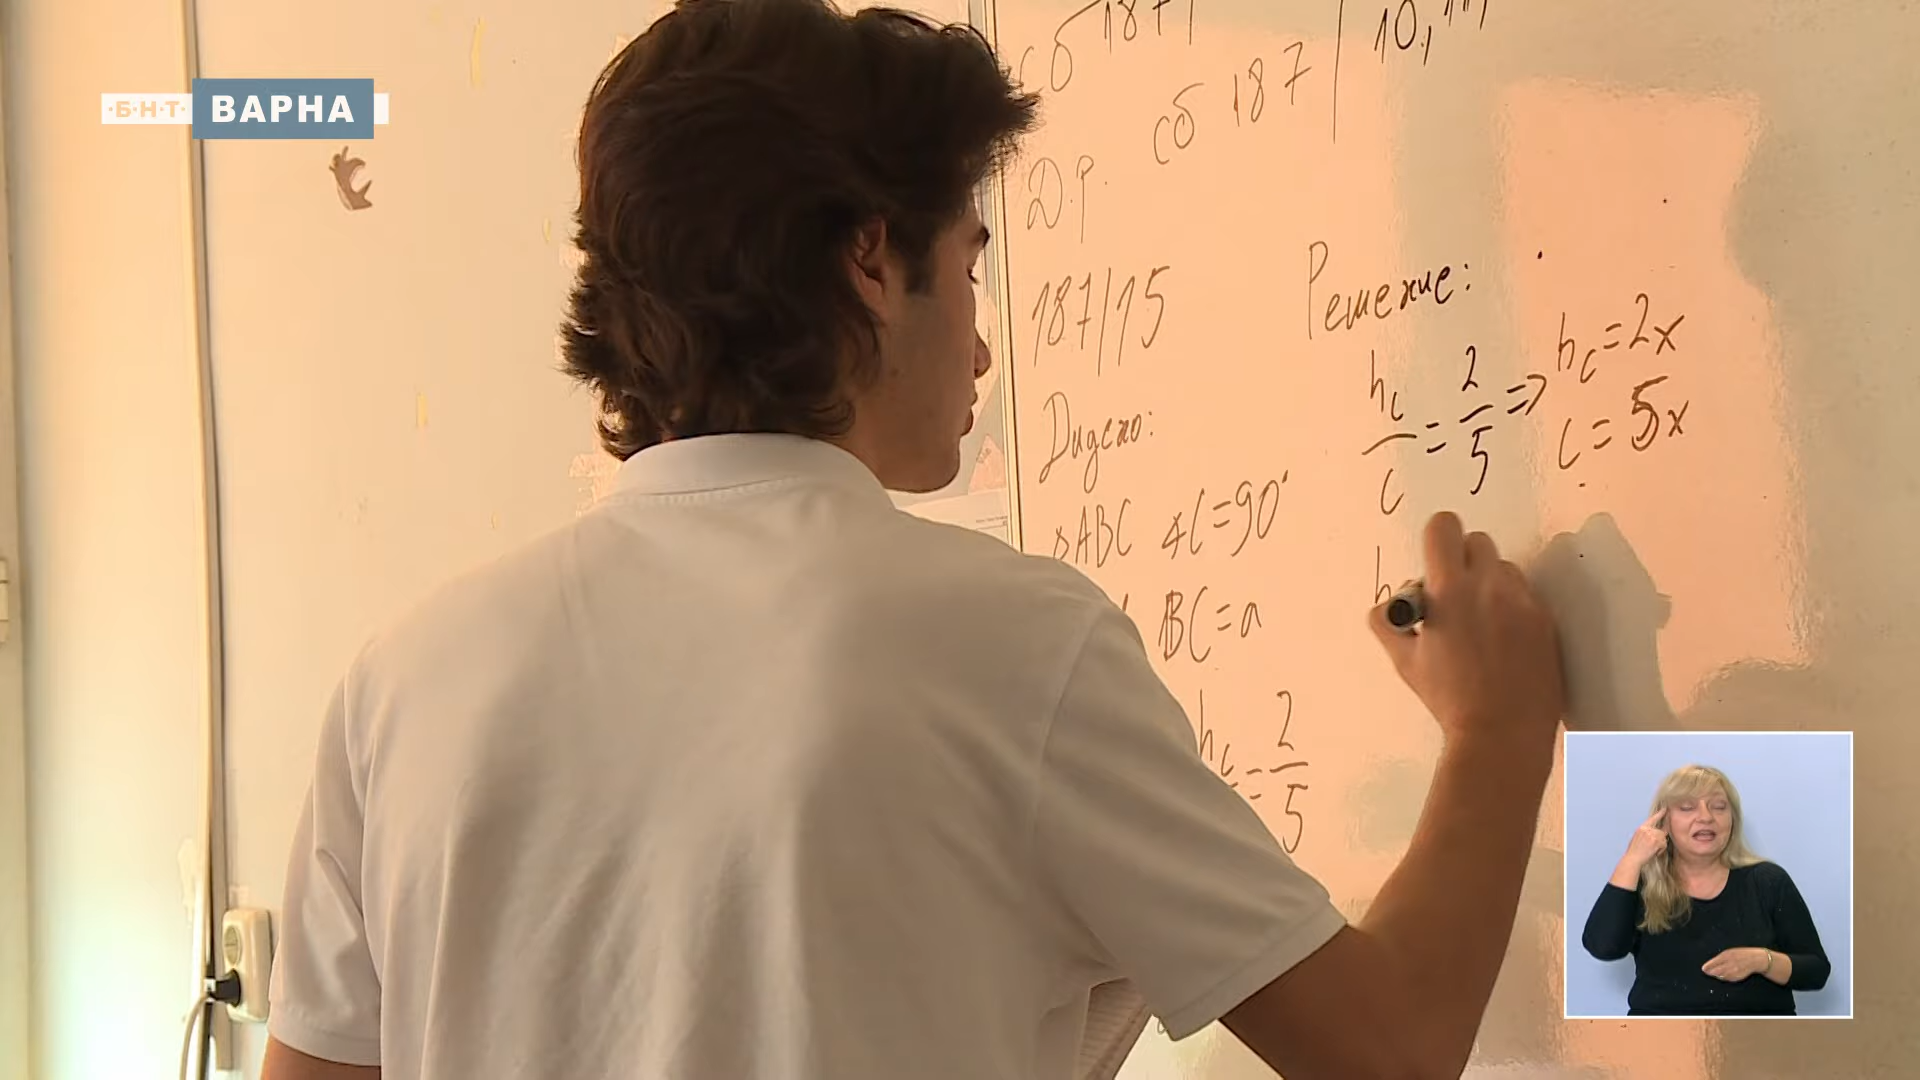 ·Б·Н·Т· ВАРНА
сб 187/
сб 187/ 10, 11,
Д.р.
187/15
Дадено:
△ABC ∢C=90°
BC=a
h_c = 2/5
Решение:
h_c/c = 2/5 => h_c=2x
c=5x
h